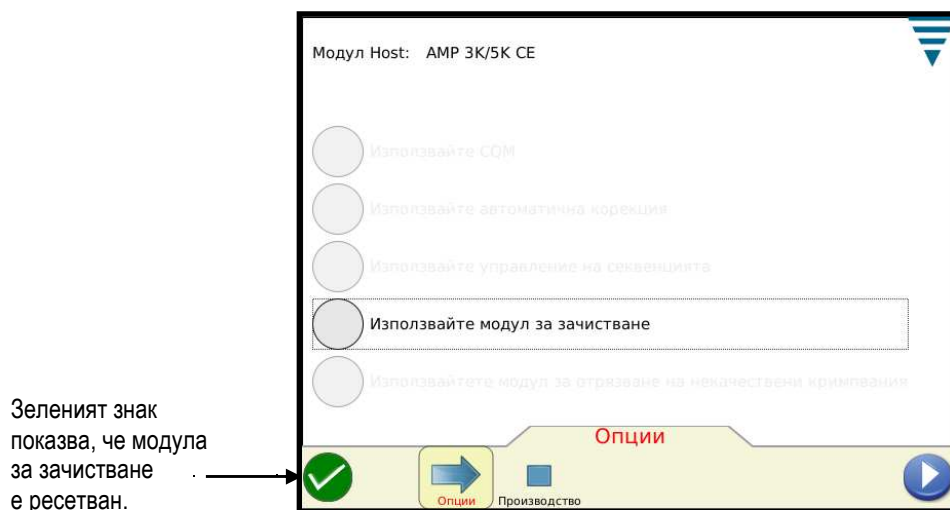 Модул Host: AMP 3K/5K CE
Използвайте CQM
Използвайте автоматична корекция
Използвайте управление на секвенцията
Използвайте модул за зачистване
Използвайтете модул за отрязване на некачествени кримпвания
Зеленият знак
показва, че модула
за зачистване
е ресетван.
Опции
Опции
Производство